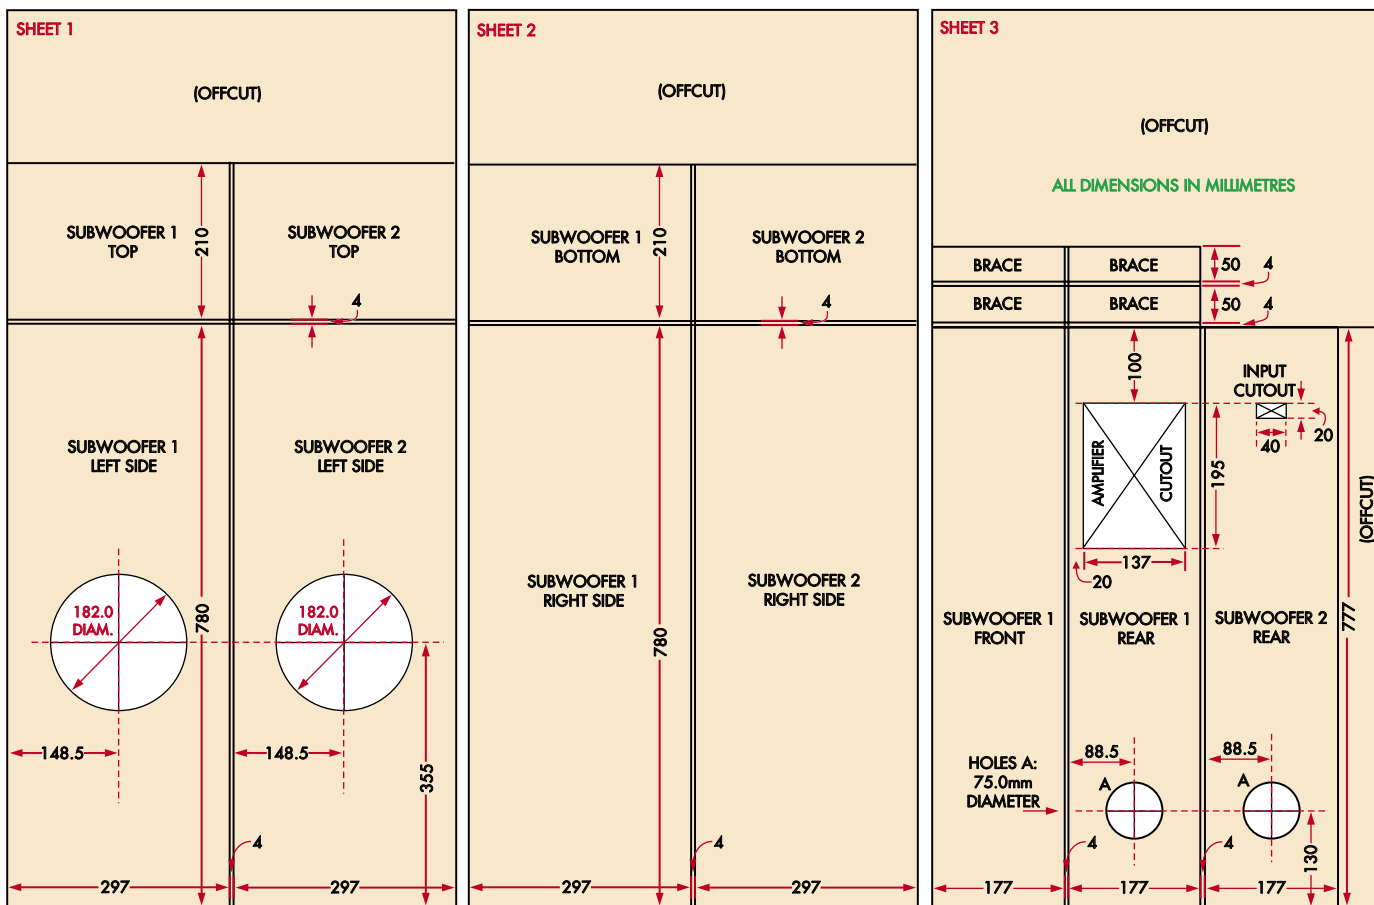 SHEET 1
(OFFCUT)
SUBWOOFER 1
TOP
210
SUBWOOFER 2
TOP
4
SUBWOOFER 1
LEFT SIDE
SUBWOOFER 2
LEFT SIDE
182.0
DIAM.
780
182.0
DIAM.
148.5
148.5
355
4
297
297
SHEET 2
(OFFCUT)
SUBWOOFER 1
BOTTOM
210
SUBWOOFER 2
BOTTOM
4
SUBWOOFER 1
RIGHT SIDE
SUBWOOFER 2
RIGHT SIDE
780
4
297
297
SHEET 3
(OFFCUT)
ALL DIMENSIONS IN MILLIMETRES
BRACE
BRACE
50
4
BRACE
BRACE
50
4
100
INPUT
CUTOUT
20
40
AMPLIFIER
CUTOUT
195
(OFFCUT)
137
20
SUBWOOFER 1
FRONT
SUBWOOFER 1
REAR
SUBWOOFER 2
REAR
777
88.5
88.5
HOLES A:
75.0mm
DIAMETER
A
A
4
4
130
177
177
177